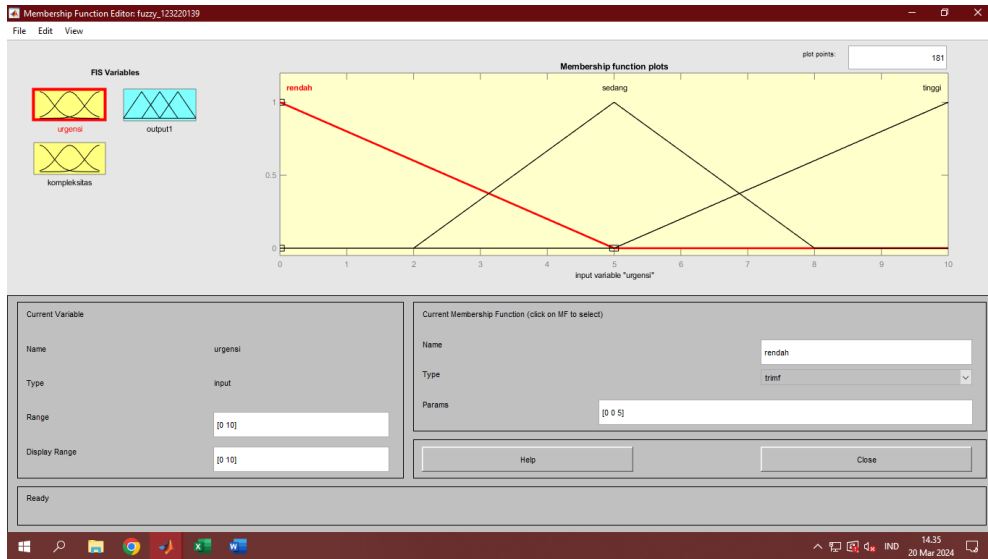 Membership Function Editor: fuzzy_123220139
File Edit View
FIS Variables
urgensi
output1
kompleksitas
plot points:
181
Membership function plots
rendah
sedang
tinggi
1
0.5
0
0 1 2 3 4 5 6 7 8 9 10
input variable "urgensi"
Current Variable
Name urgensi
Type input
Range [0 10]
Display Range [0 10]
Current Membership Function (click on MF to select)
Name rendah
Type trimf
Params [0 0 5]
Help Close
Ready
IND
14.35
20 Mar 2024